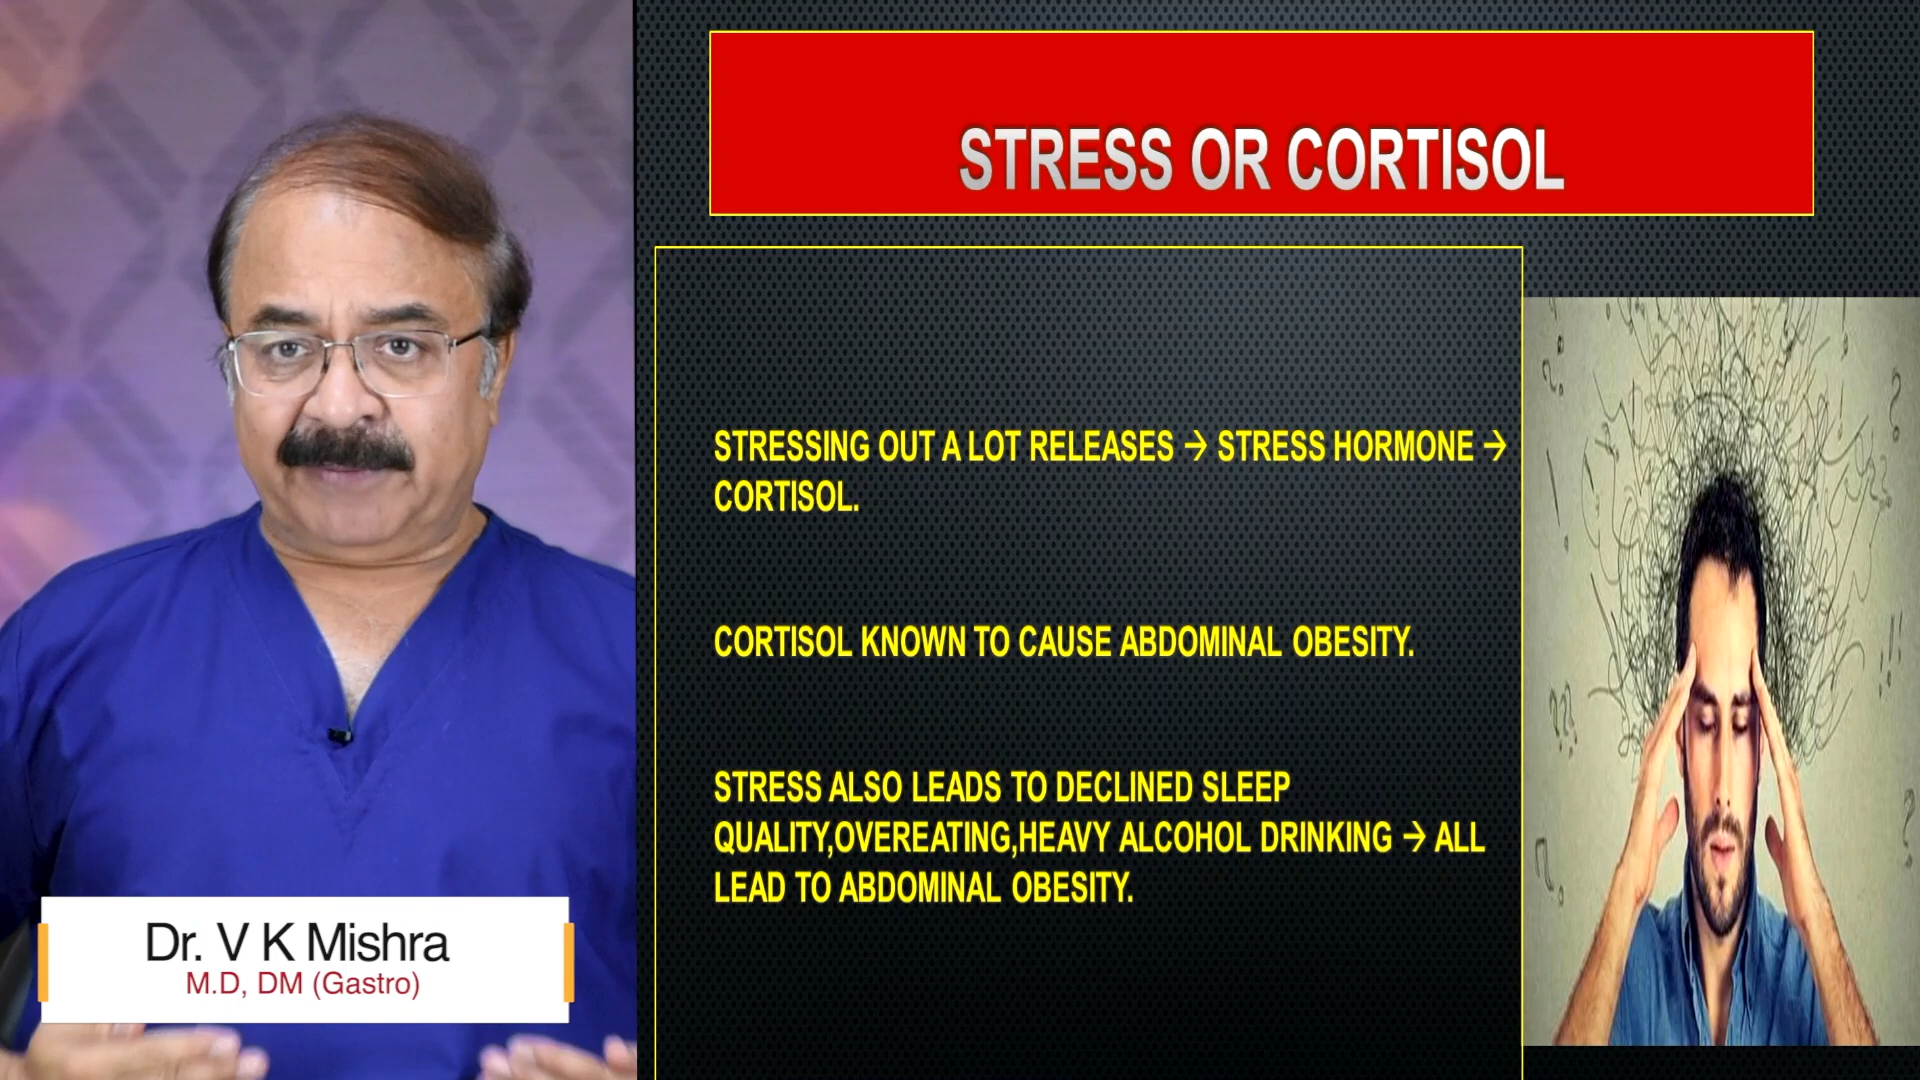 STRESS OR CORTISOL
STRESSING OUT A LOT RELEASES → STRESS HORMONE →
CORTISOL.
CORTISOL KNOWN TO CAUSE ABDOMINAL OBESITY.
STRESS ALSO LEADS TO DECLINED SLEEP
QUALITY,OVEREATING,HEAVY ALCOHOL DRINKING → ALL
LEAD TO ABDOMINAL OBESITY.
Dr. V K Mishra
M.D, DM (Gastro)